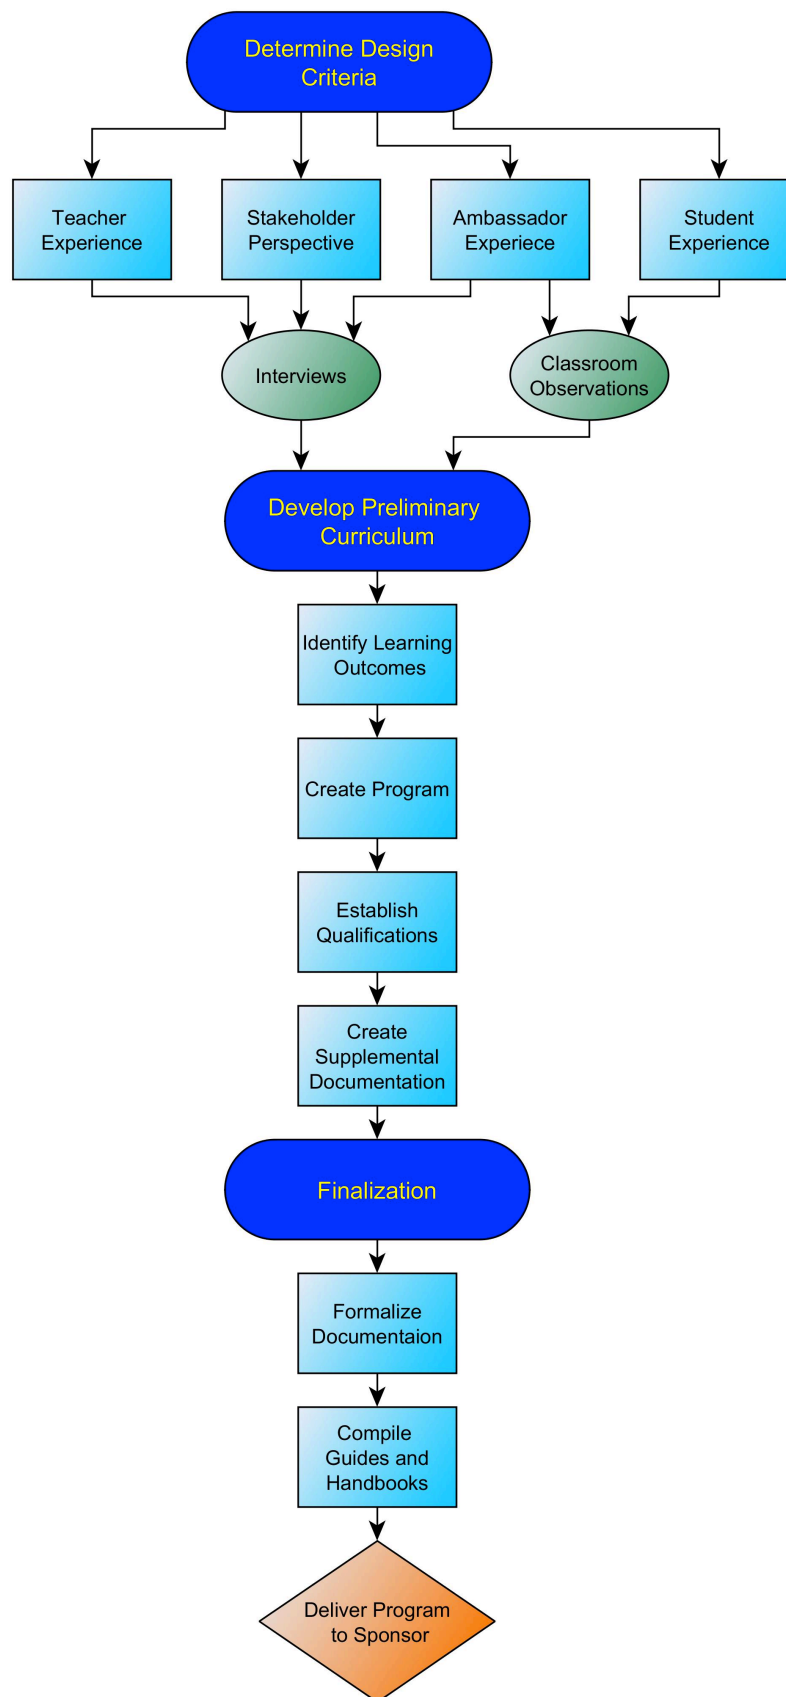 Determine Design
Criteria
Teacher
Experience
Stakeholder
Perspective
Ambassador
Experiece
Student
Experience
Interviews
Classroom
Observations
Develop Preliminary
Curriculum
Identify Learning
Outcomes
Create Program
Establish
Qualifications
Create
Supplemental
Documentation
Finalization
Formalize
Documentaion
Compile
Guides and
Handbooks
Deliver Program
to Sponsor